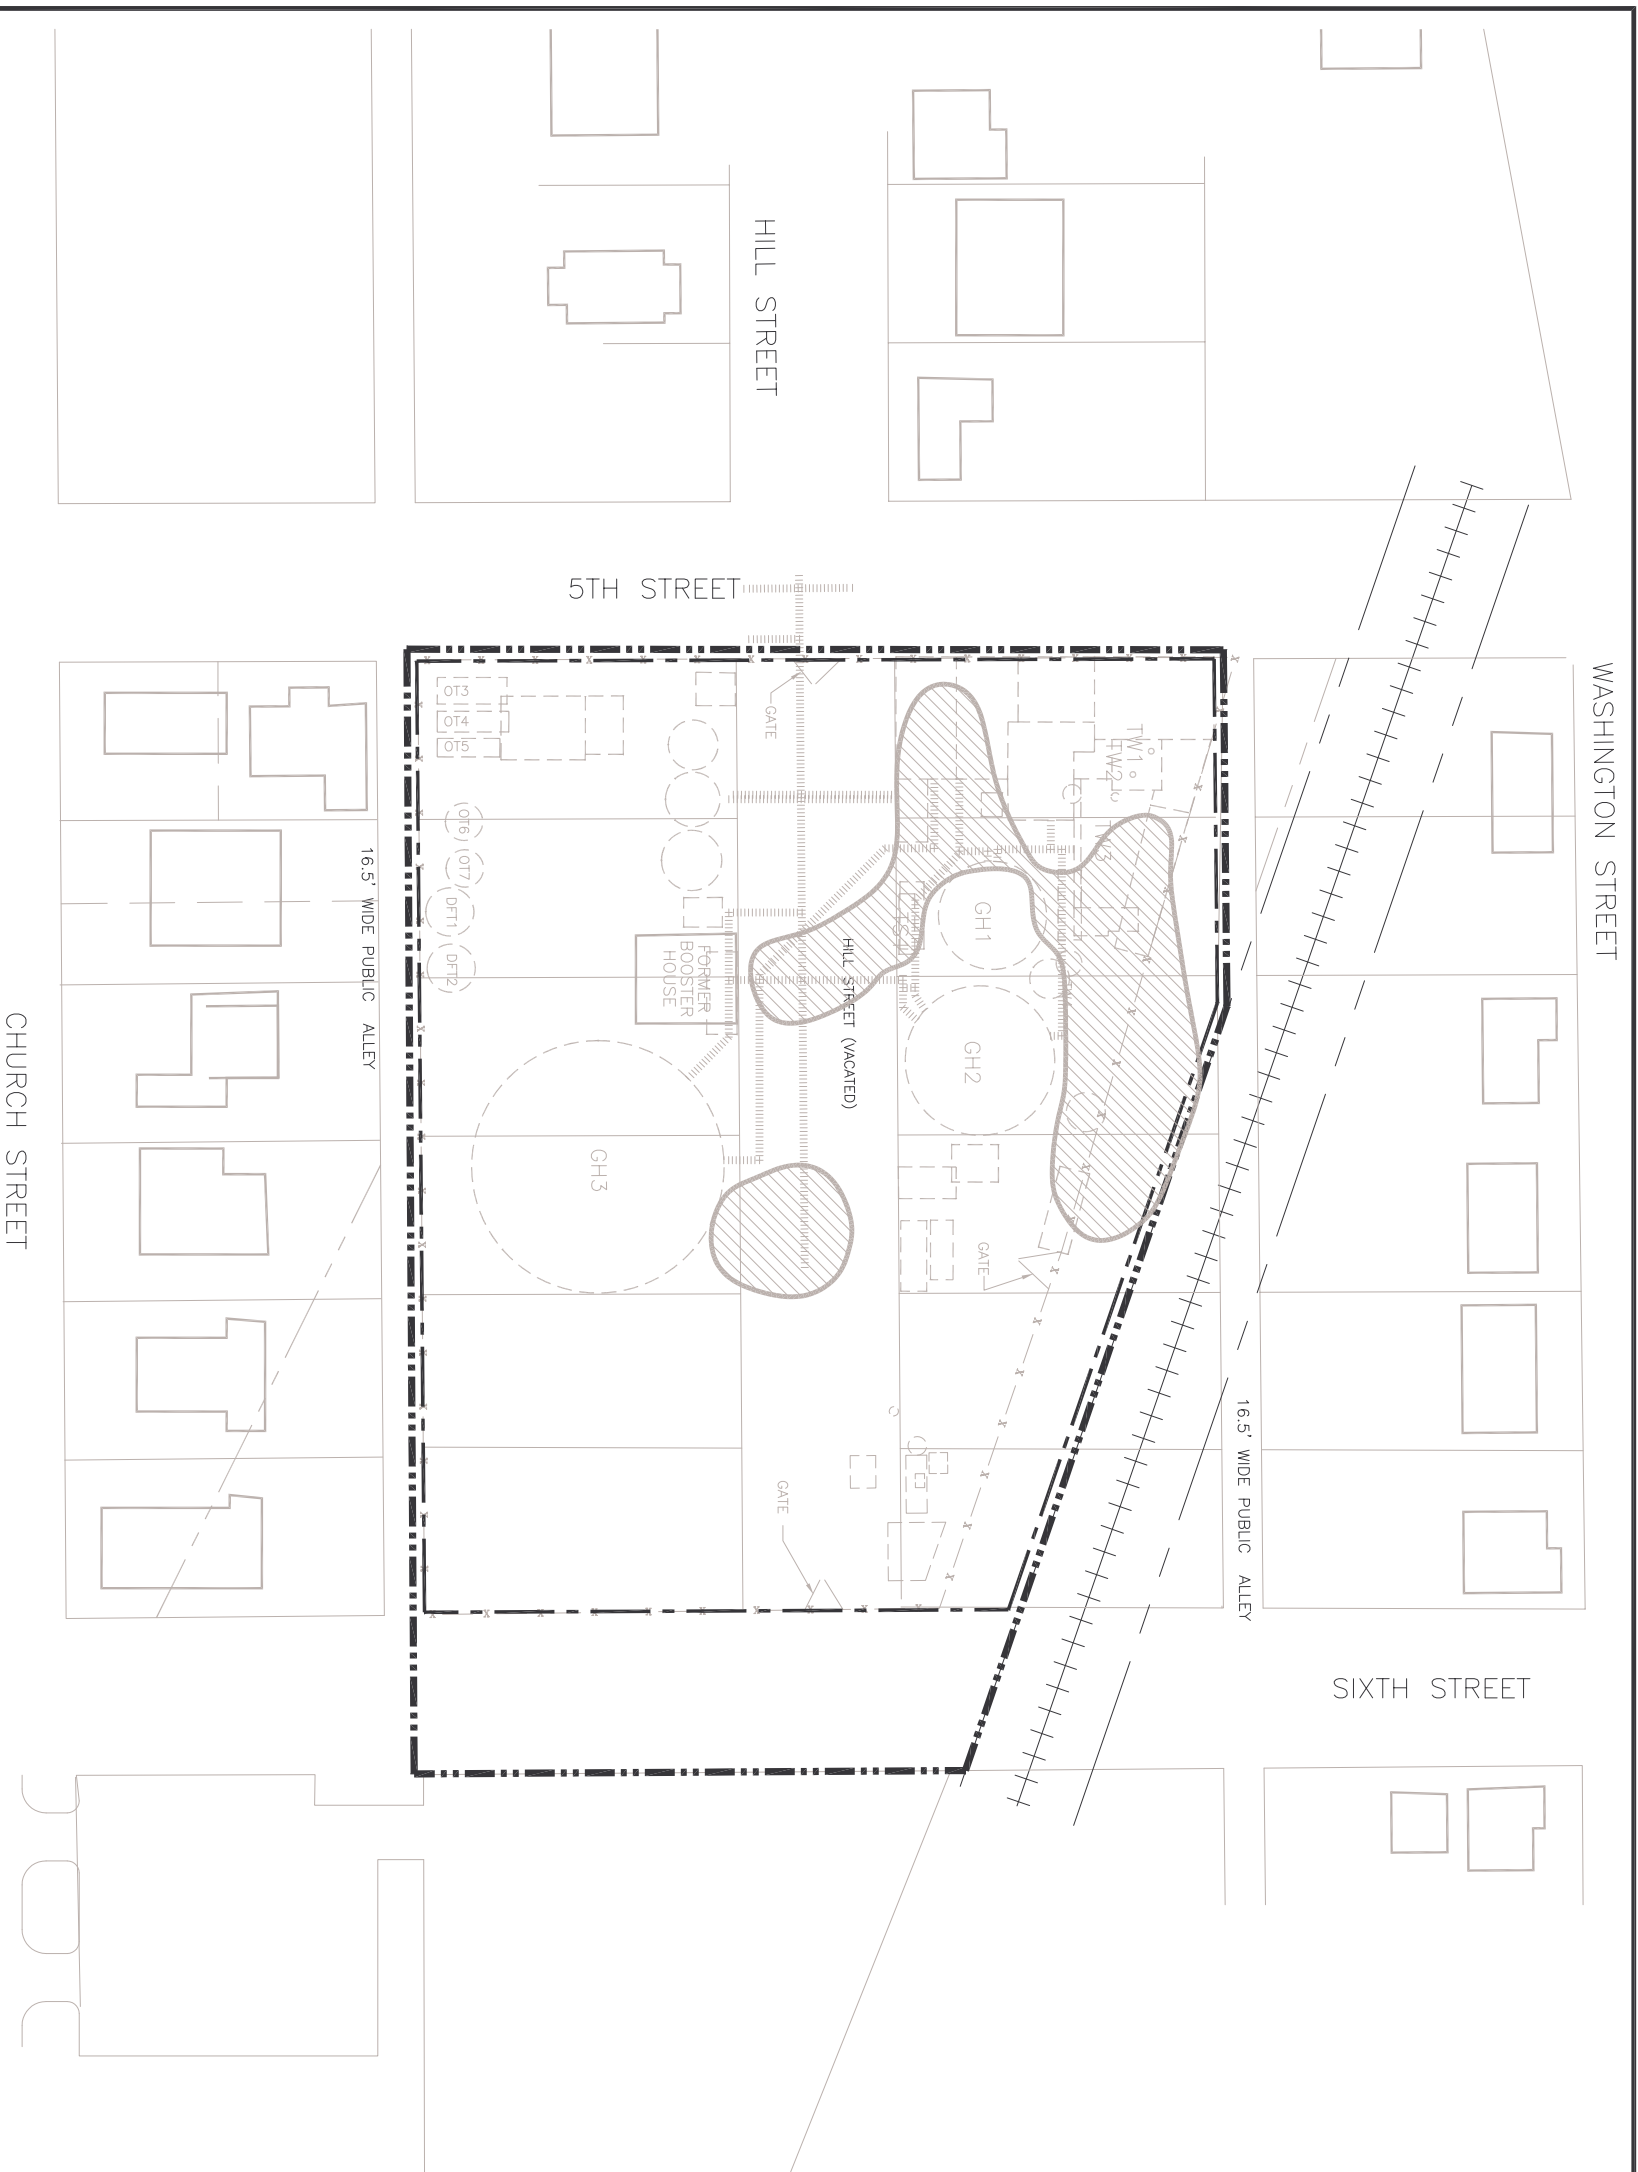 HILL STREET
5TH STREET
WASHINGTON STREET
CHURCH STREET
SIXTH STREET
16.5' WIDE PUBLIC ALLEY
16.5' WIDE PUBLIC ALLEY
HILL STREET (VACATED)
GATE
GATE
GATE
OT3
OT4
OT5
OT6
OT7
DFT1
DFT2
FORMER
BOOSTER
HOUSE
GH1
GH2
GH3
TW1
TW2
TW3